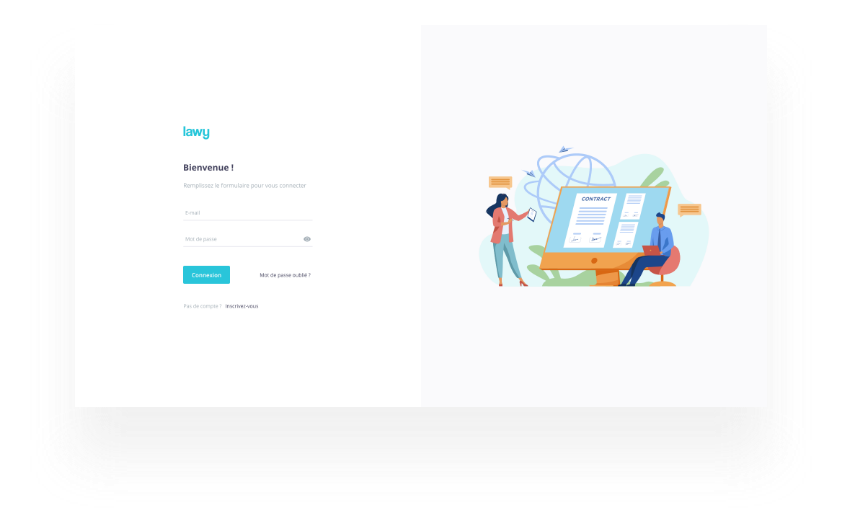 lawy
Bienvenue !
Remplissez le formulaire pour vous connecter
E-mail
Mot de passe
Connexion
Mot de passe oublié ?
Pas de compte ? Inscrivez-vous
CONTRACT